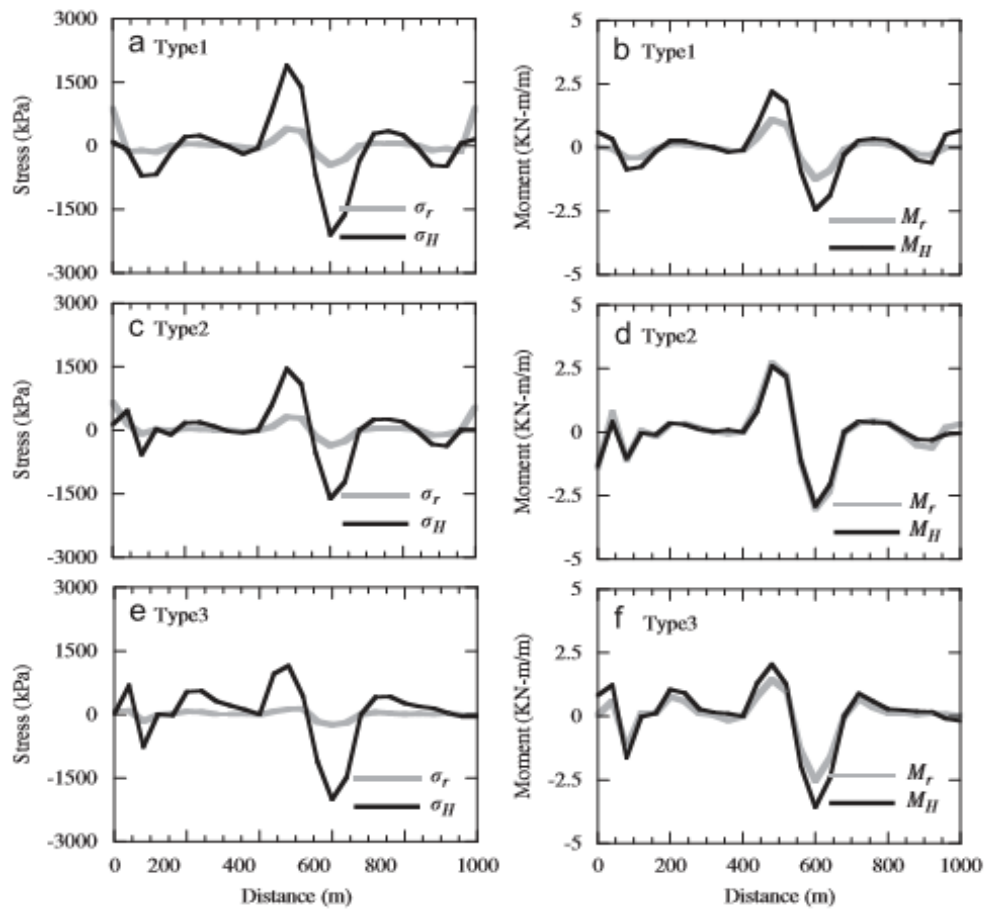 a Type1
3000
1500
0
-1500
-3000
Stress (kPa)
σr
σH
b Type1
5
2.5
0
-2.5
-5
Moment (KN-m/m)
Mr
MH
c Type2
3000
1500
0
-1500
-3000
Stress (kPa)
σr
σH
d Type2
5
2.5
0
-2.5
-5
Moment (KN-m/m)
Mr
MH
e Type3
3000
1500
0
-1500
-3000
Stress (kPa)
σr
σH
0 200 400 600 800 1000
Distance (m)
f Type3
5
2.5
0
-2.5
-5
Moment (KN-m/m)
Mr
MH
0 200 400 600 800 1000
Distance (m)